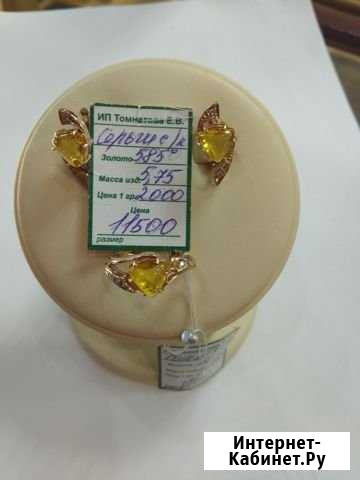 ИП Томнатова Е.В.
Серьги с/к
Золото 585°
Масса изд. 5,75
Цена 1 гр. 2000
Цена
11500
размер
Интернет-
Кабинет.Ру